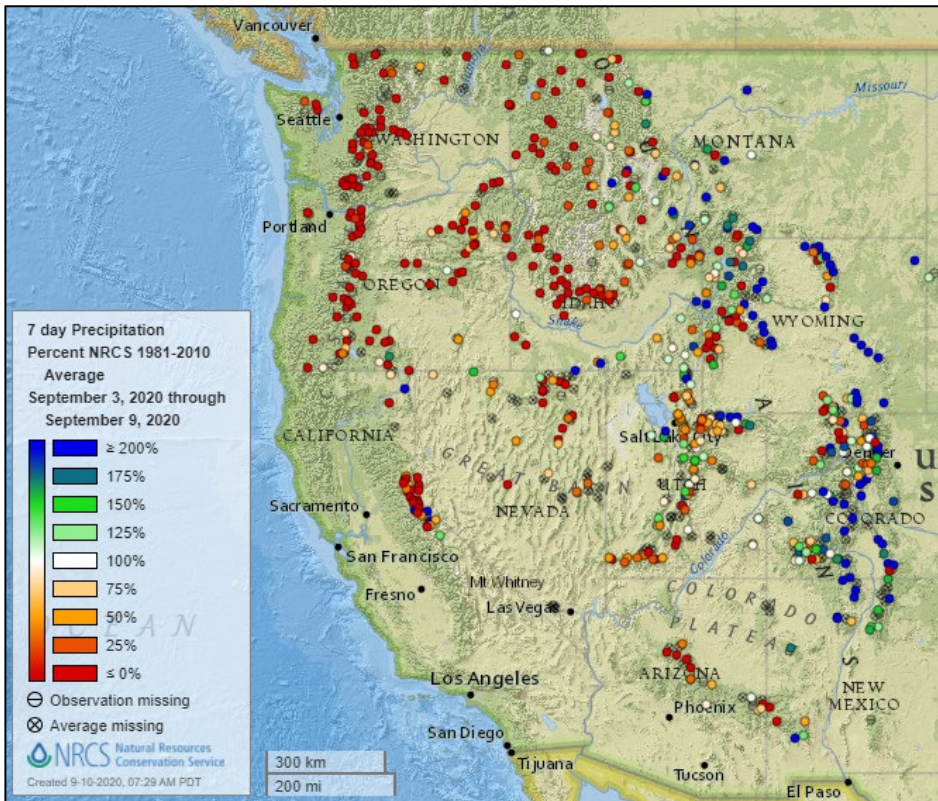 Vancouver
Columbia
Missouri
Seattle
WASHINGTON
MONTANA
Portland
OREGON
IDAHO
Snake
WYOMING
7 day Precipitation
Percent NRCS 1981-2010
Average
September 3, 2020 through
September 9, 2020
≥ 200%
175%
150%
125%
100%
75%
50%
25%
≤ 0%
Observation missing
Average missing
NRCS Natural Resources
Conservation Service
Created 9-10-2020, 07:29 AM PDT
CALIFORNIA
Salt Lake City
Denver
U
S
GREAT BASIN
UTAH
NEVADA
COLORADO
Sacramento
San Francisco
Colorado
Mt Whitney
Fresno
Las Vegas
COLORADO
PLATEAU
OCEAN
Los Angeles
ARIZONA
NEW
MEXICO
Phoenix
San Diego
Tijuana
Tucson
El Paso
300 km
200 mi